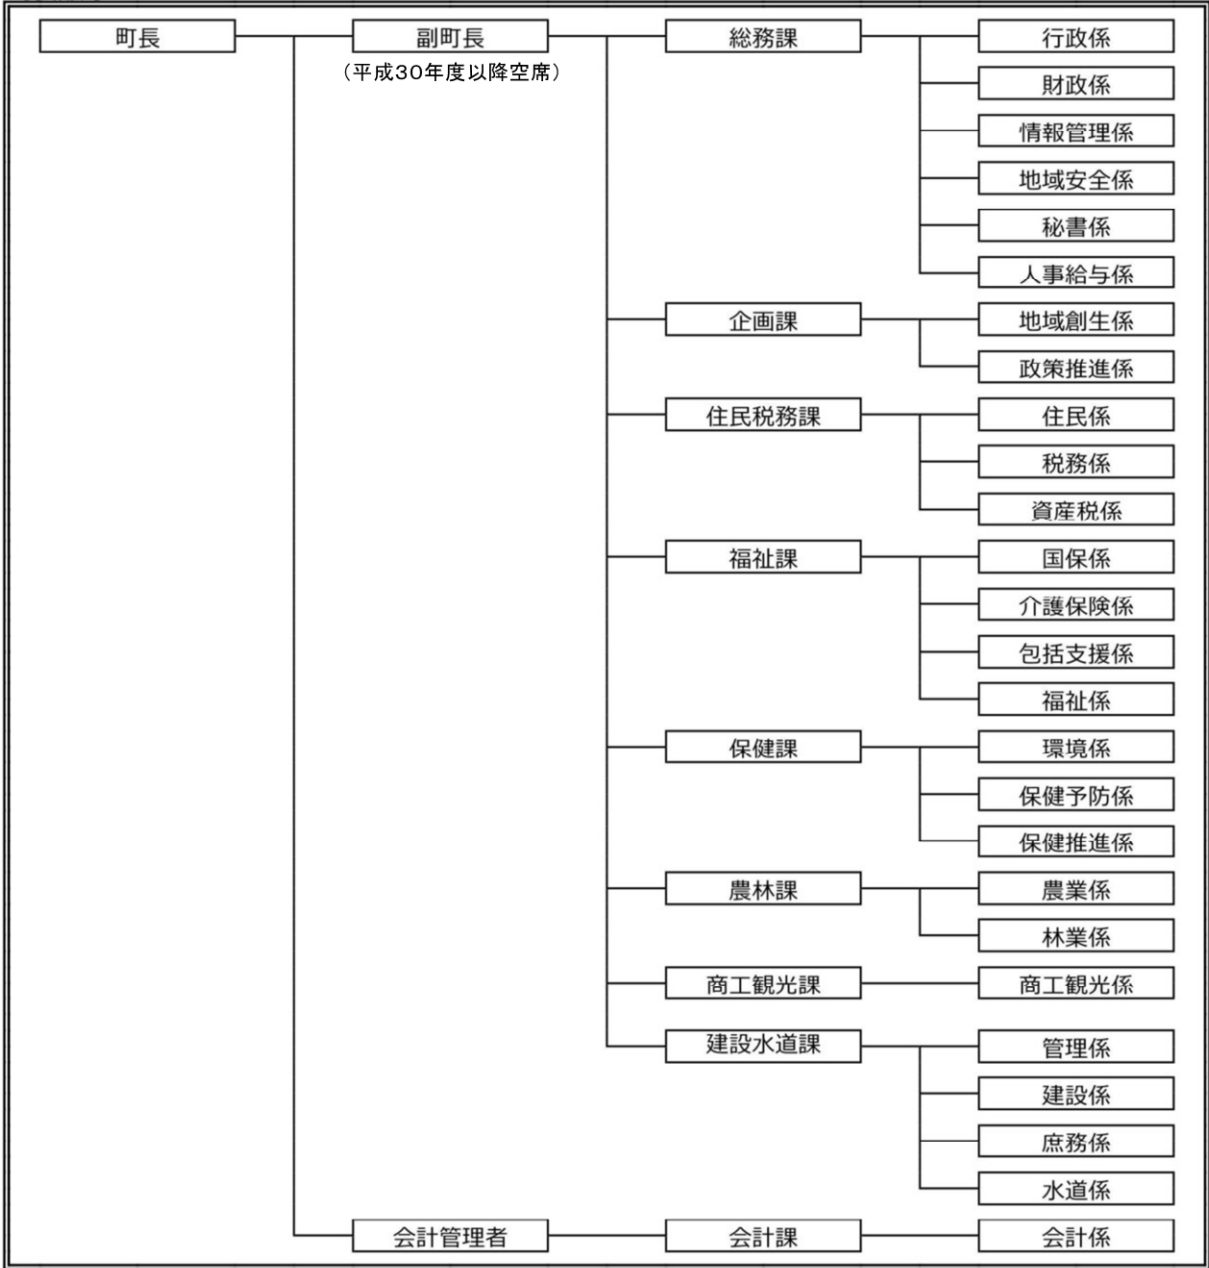 町長
副町長
(平成30年度以降空席)
総務課
行政係
財政係
情報管理係
地域安全係
秘書係
人事給与係
企画課
地域創生係
政策推進係
住民税務課
住民係
税務係
資産税係
福祉課
国保係
介護保険係
包括支援係
福祉係
保健課
環境係
保健予防係
保健推進係
農林課
農業係
林業係
商工観光課
商工観光係
建設水道課
管理係
建設係
庶務係
水道係
会計管理者
会計課
会計係